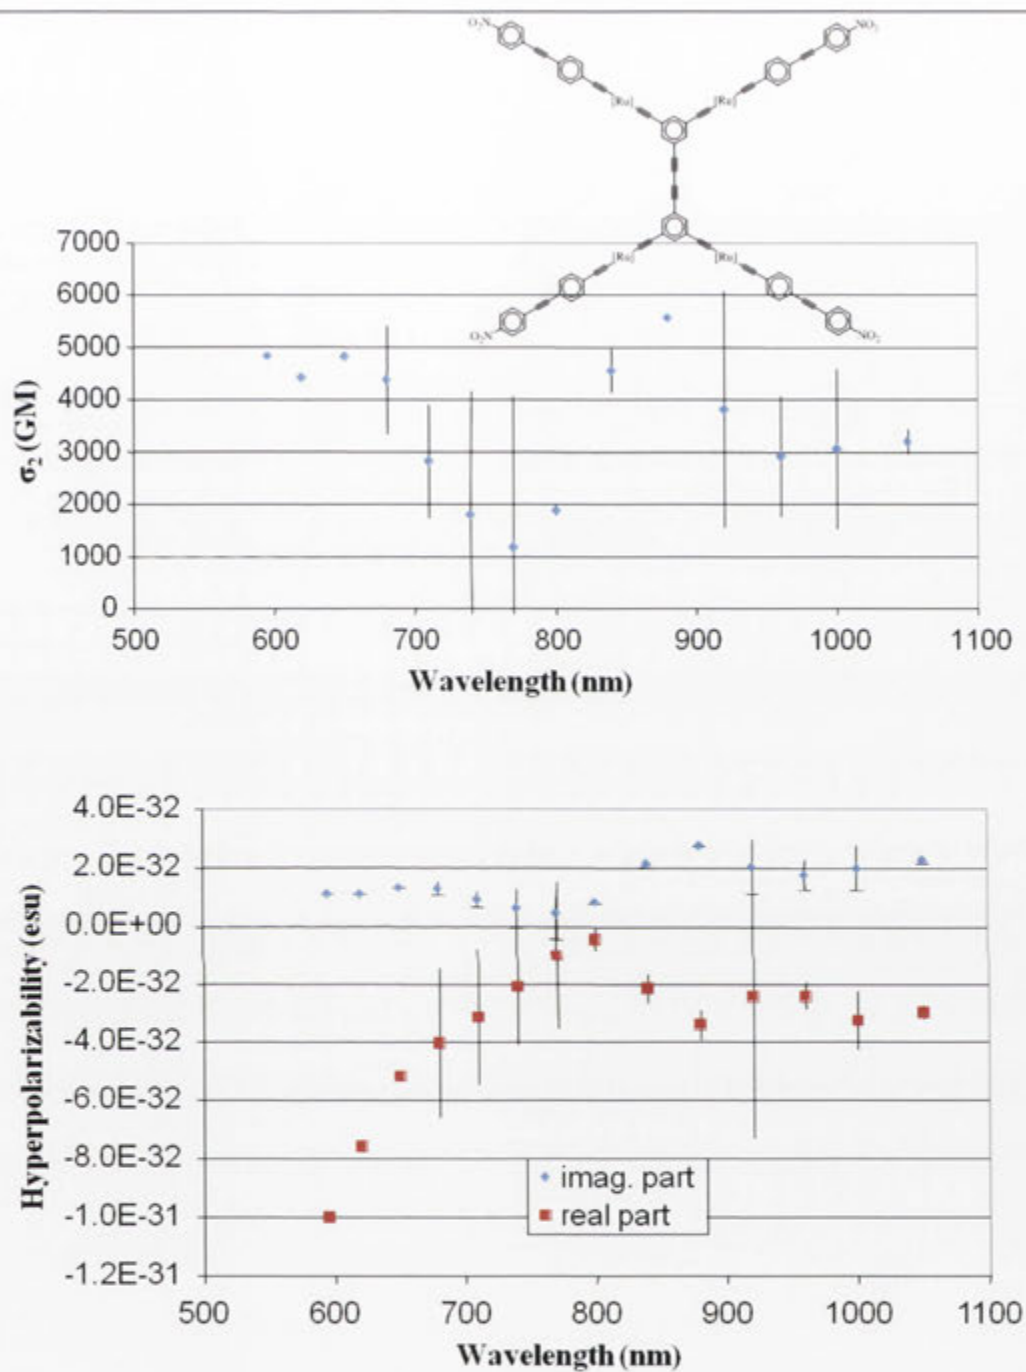 O₂N
NO₂
[Ru]
[Ru]
[Ru]
[Ru]
O₂N
NO₂
7000
6000
5000
4000
3000
2000
1000
0
σ₂ (GM)
500 600 700 800 900 1000 1100
Wavelength (nm)
4.0E-32
2.0E-32
0.0E+00
-2.0E-32
-4.0E-32
-6.0E-32
-8.0E-32
-1.0E-31
-1.2E-31
Hyperpolarizability (esu)
imag. part
real part
500 600 700 800 900 1000 1100
Wavelength (nm)